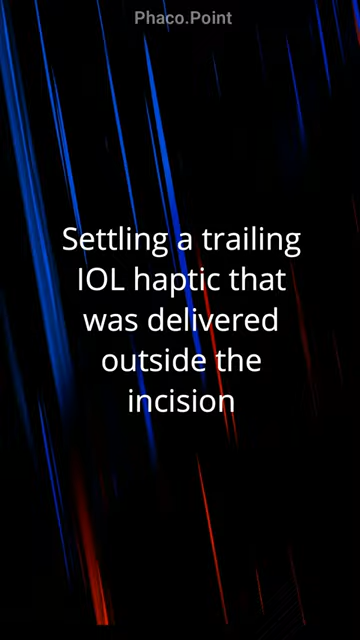 Phaco.Point
Settling a trailing
IOL haptic that
was delivered
outside the
incision